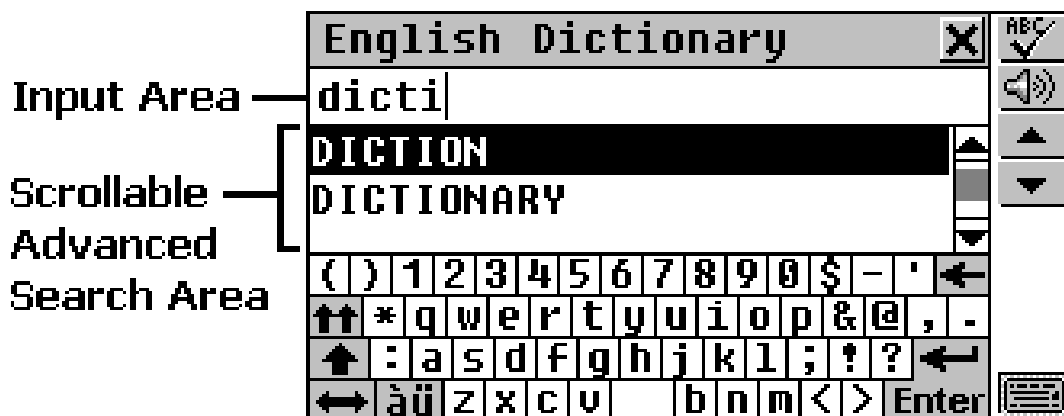 English Dictionary
ABC
Input Area
dicti
DICTION
DICTIONARY
Scrollable
Advanced
Search Area
( ) 1 2 3 4 5 6 7 8 9 0 $ - '
* q w e r t y u i o p & @ , .
: a s d f g h j k l ; ! ?
àü z x c v b n m < > Enter